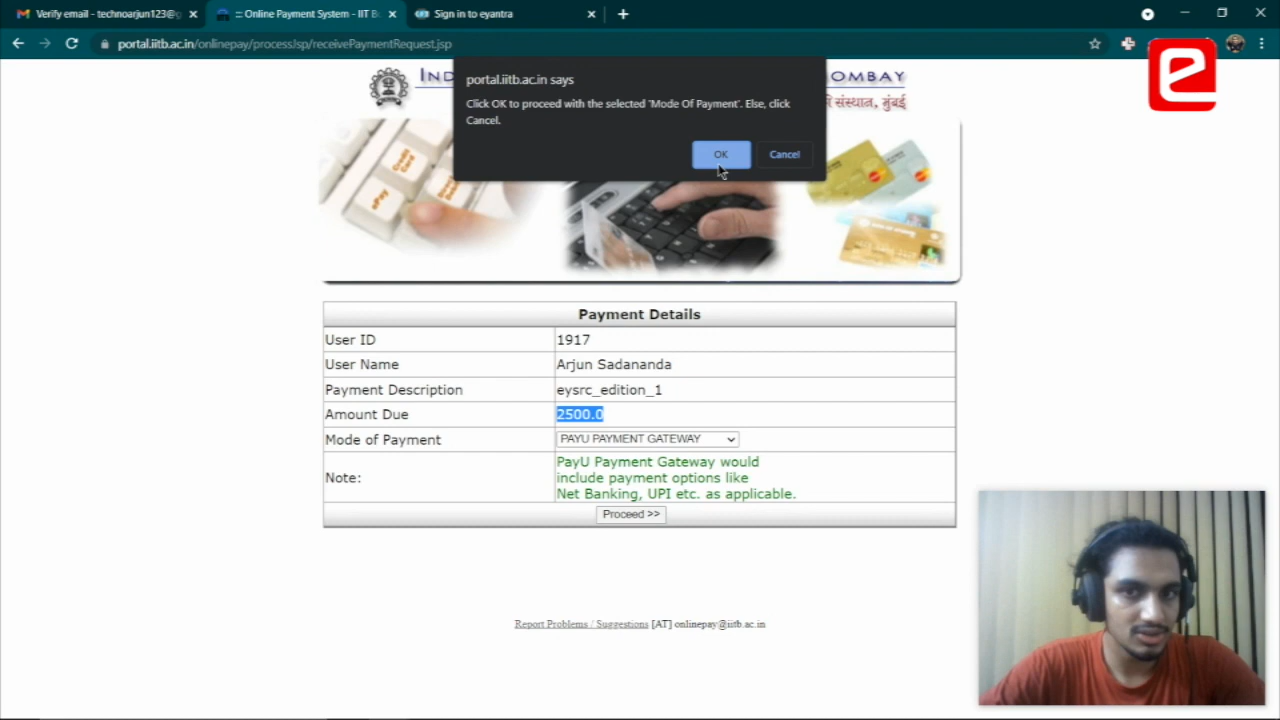 Verify email - technoarjun123@g
:: Online Payment System - IIT Bo
Sign in to eyantra
portal.iitb.ac.in/onlinepay/processJsp/receivePaymentRequest.jsp
portal.iitb.ac.in says
Click OK to proceed with the selected 'Mode Of Payment'. Else, click
Cancel.
OK Cancel
IND
OMBAY
संस्थान, मुंबई
e
Payment Details
User ID 1917
User Name Arjun Sadananda
Payment Description eysrc_edition_1
Amount Due 2500.0
Mode of Payment PAYU PAYMENT GATEWAY
Note: PayU Payment Gateway would
include payment options like
Net Banking, UPI etc. as applicable.
Proceed >>
Report Problems / Suggestions [AT] onlinepay@iitb.ac.in